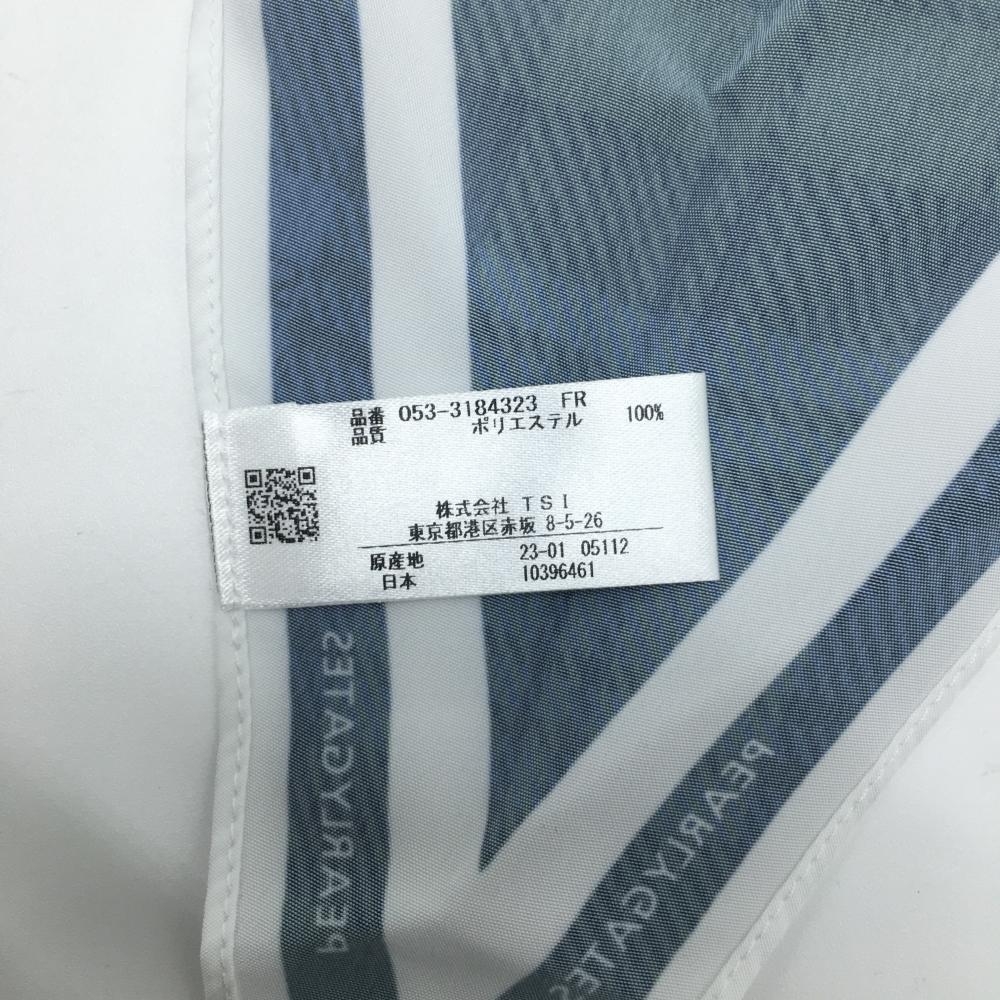 品番 053-3184323 FR
品質 ポリエステル 100%
株式会社 TSI
東京都港区赤坂 8-5-26
原産地 23-01 05112
日本 10396461
PEARLYGATES
PEARLYGATES